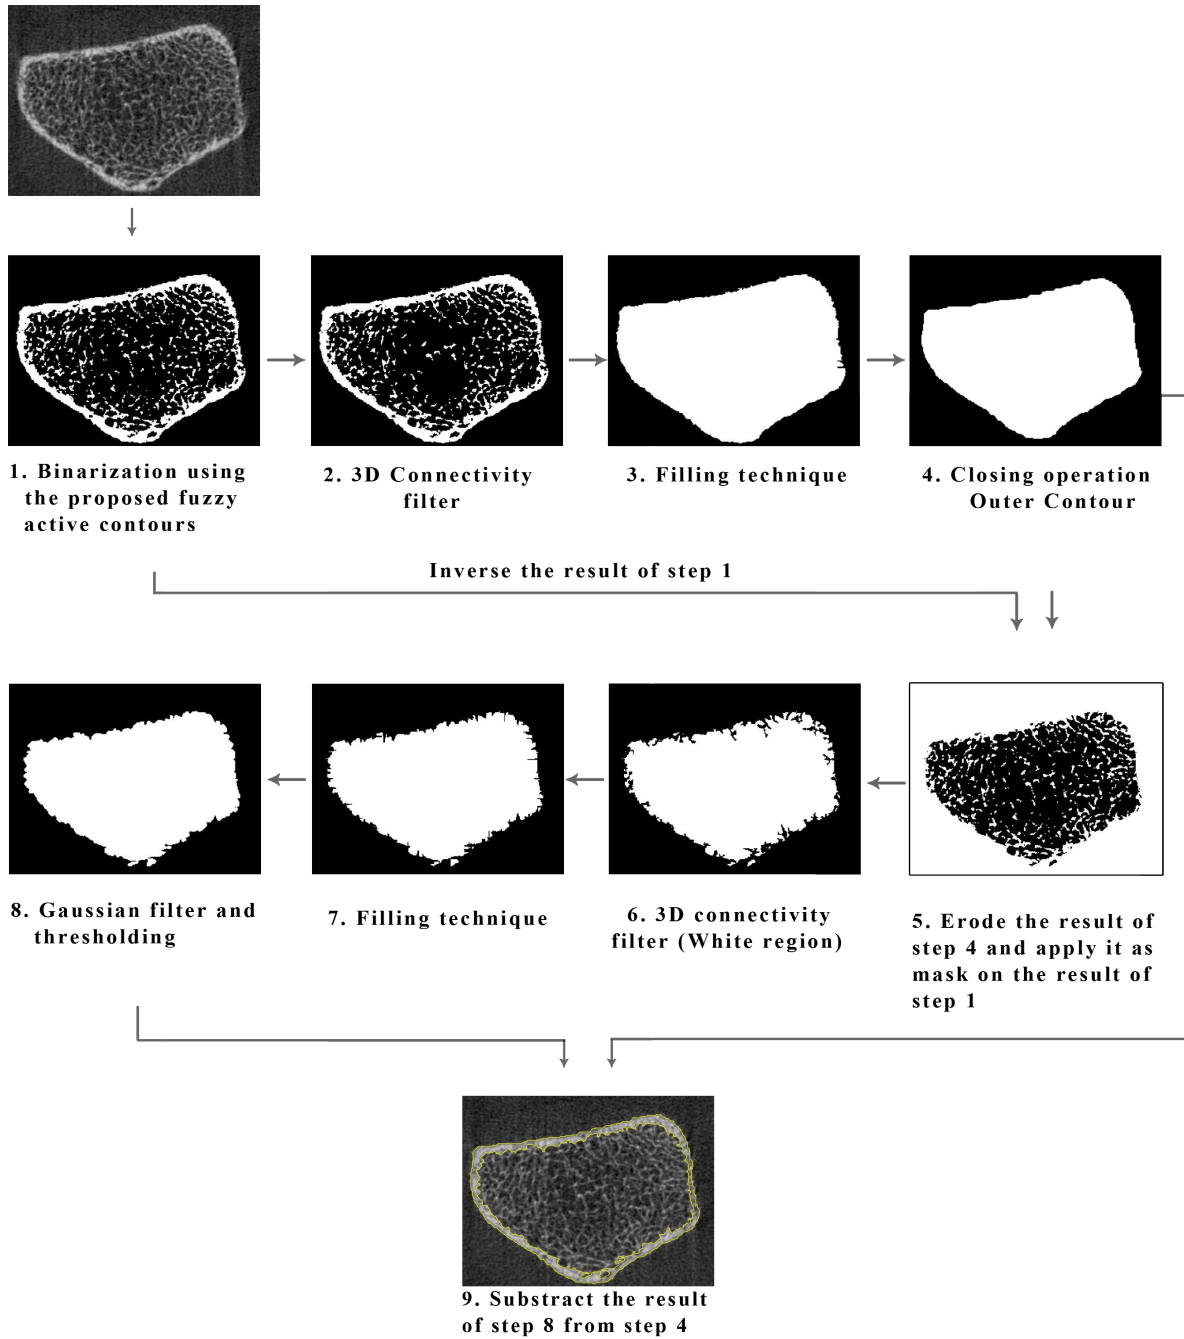 1. Binarization using
the proposed fuzzy
active contours
2. 3D Connectivity
filter
3. Filling technique
4. Closing operation
Outer Contour
Inverse the result of step 1
8. Gaussian filter and
thresholding
7. Filling technique
6. 3D connectivity
filter (White region)
5. Erode the result of
step 4 and apply it as
mask on the result of
step 1
9. Substract the result
of step 8 from step 4